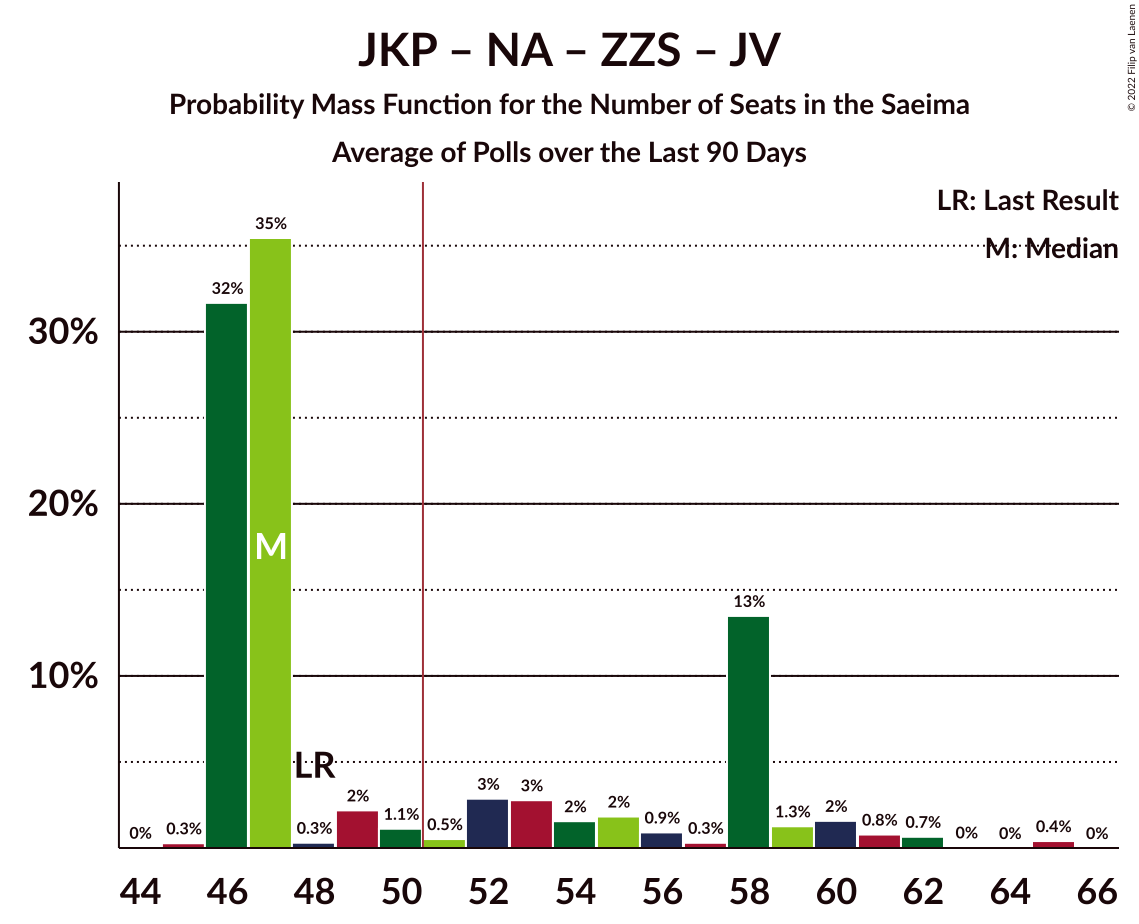 JKP – NA – ZZS – JV
Probability Mass Function for the Number of Seats in the Saeima
Average of Polls over the Last 90 Days
© 2022 Filip van Laenen
LR: Last Result
M: Median
30%
20%
10%
0%
0.3%
32%
35%
M
LR
0.3%
2%
1.1%
0.5%
3%
3%
2%
2%
0.9%
0.3%
13%
1.3%
2%
0.8%
0.7%
0%
0%
0.4%
0%
44 46 48 50 52 54 56 58 60 62 64 66